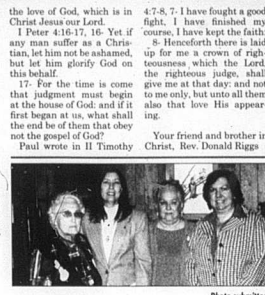 the love of God, which is in
Christ Jesus our Lord.
I Peter 4:16-17, 16- Yet if
any man suffer as a Chris-
tian, let him not be ashamed,
but let him glorify God on
this behalf.
17- For the time is come
that judgment must begin
at the house of God: and if it
first began at us, what shall
the end be of them that obey
not the gospel of God?
Paul wrote in II Timothy
4:7-8, 7- I have fought a good
fight, I have finished my
course, I have kept the faith:
8- Henceforth there is laid
up for me a crown of righ-
teousness, which the Lord,
the righteous judge, shall
give me at that day: and not
to me only, but unto all them
also that love His appear-
ing.
Your friend and brother in
Christ, Rev. Donald Riggs